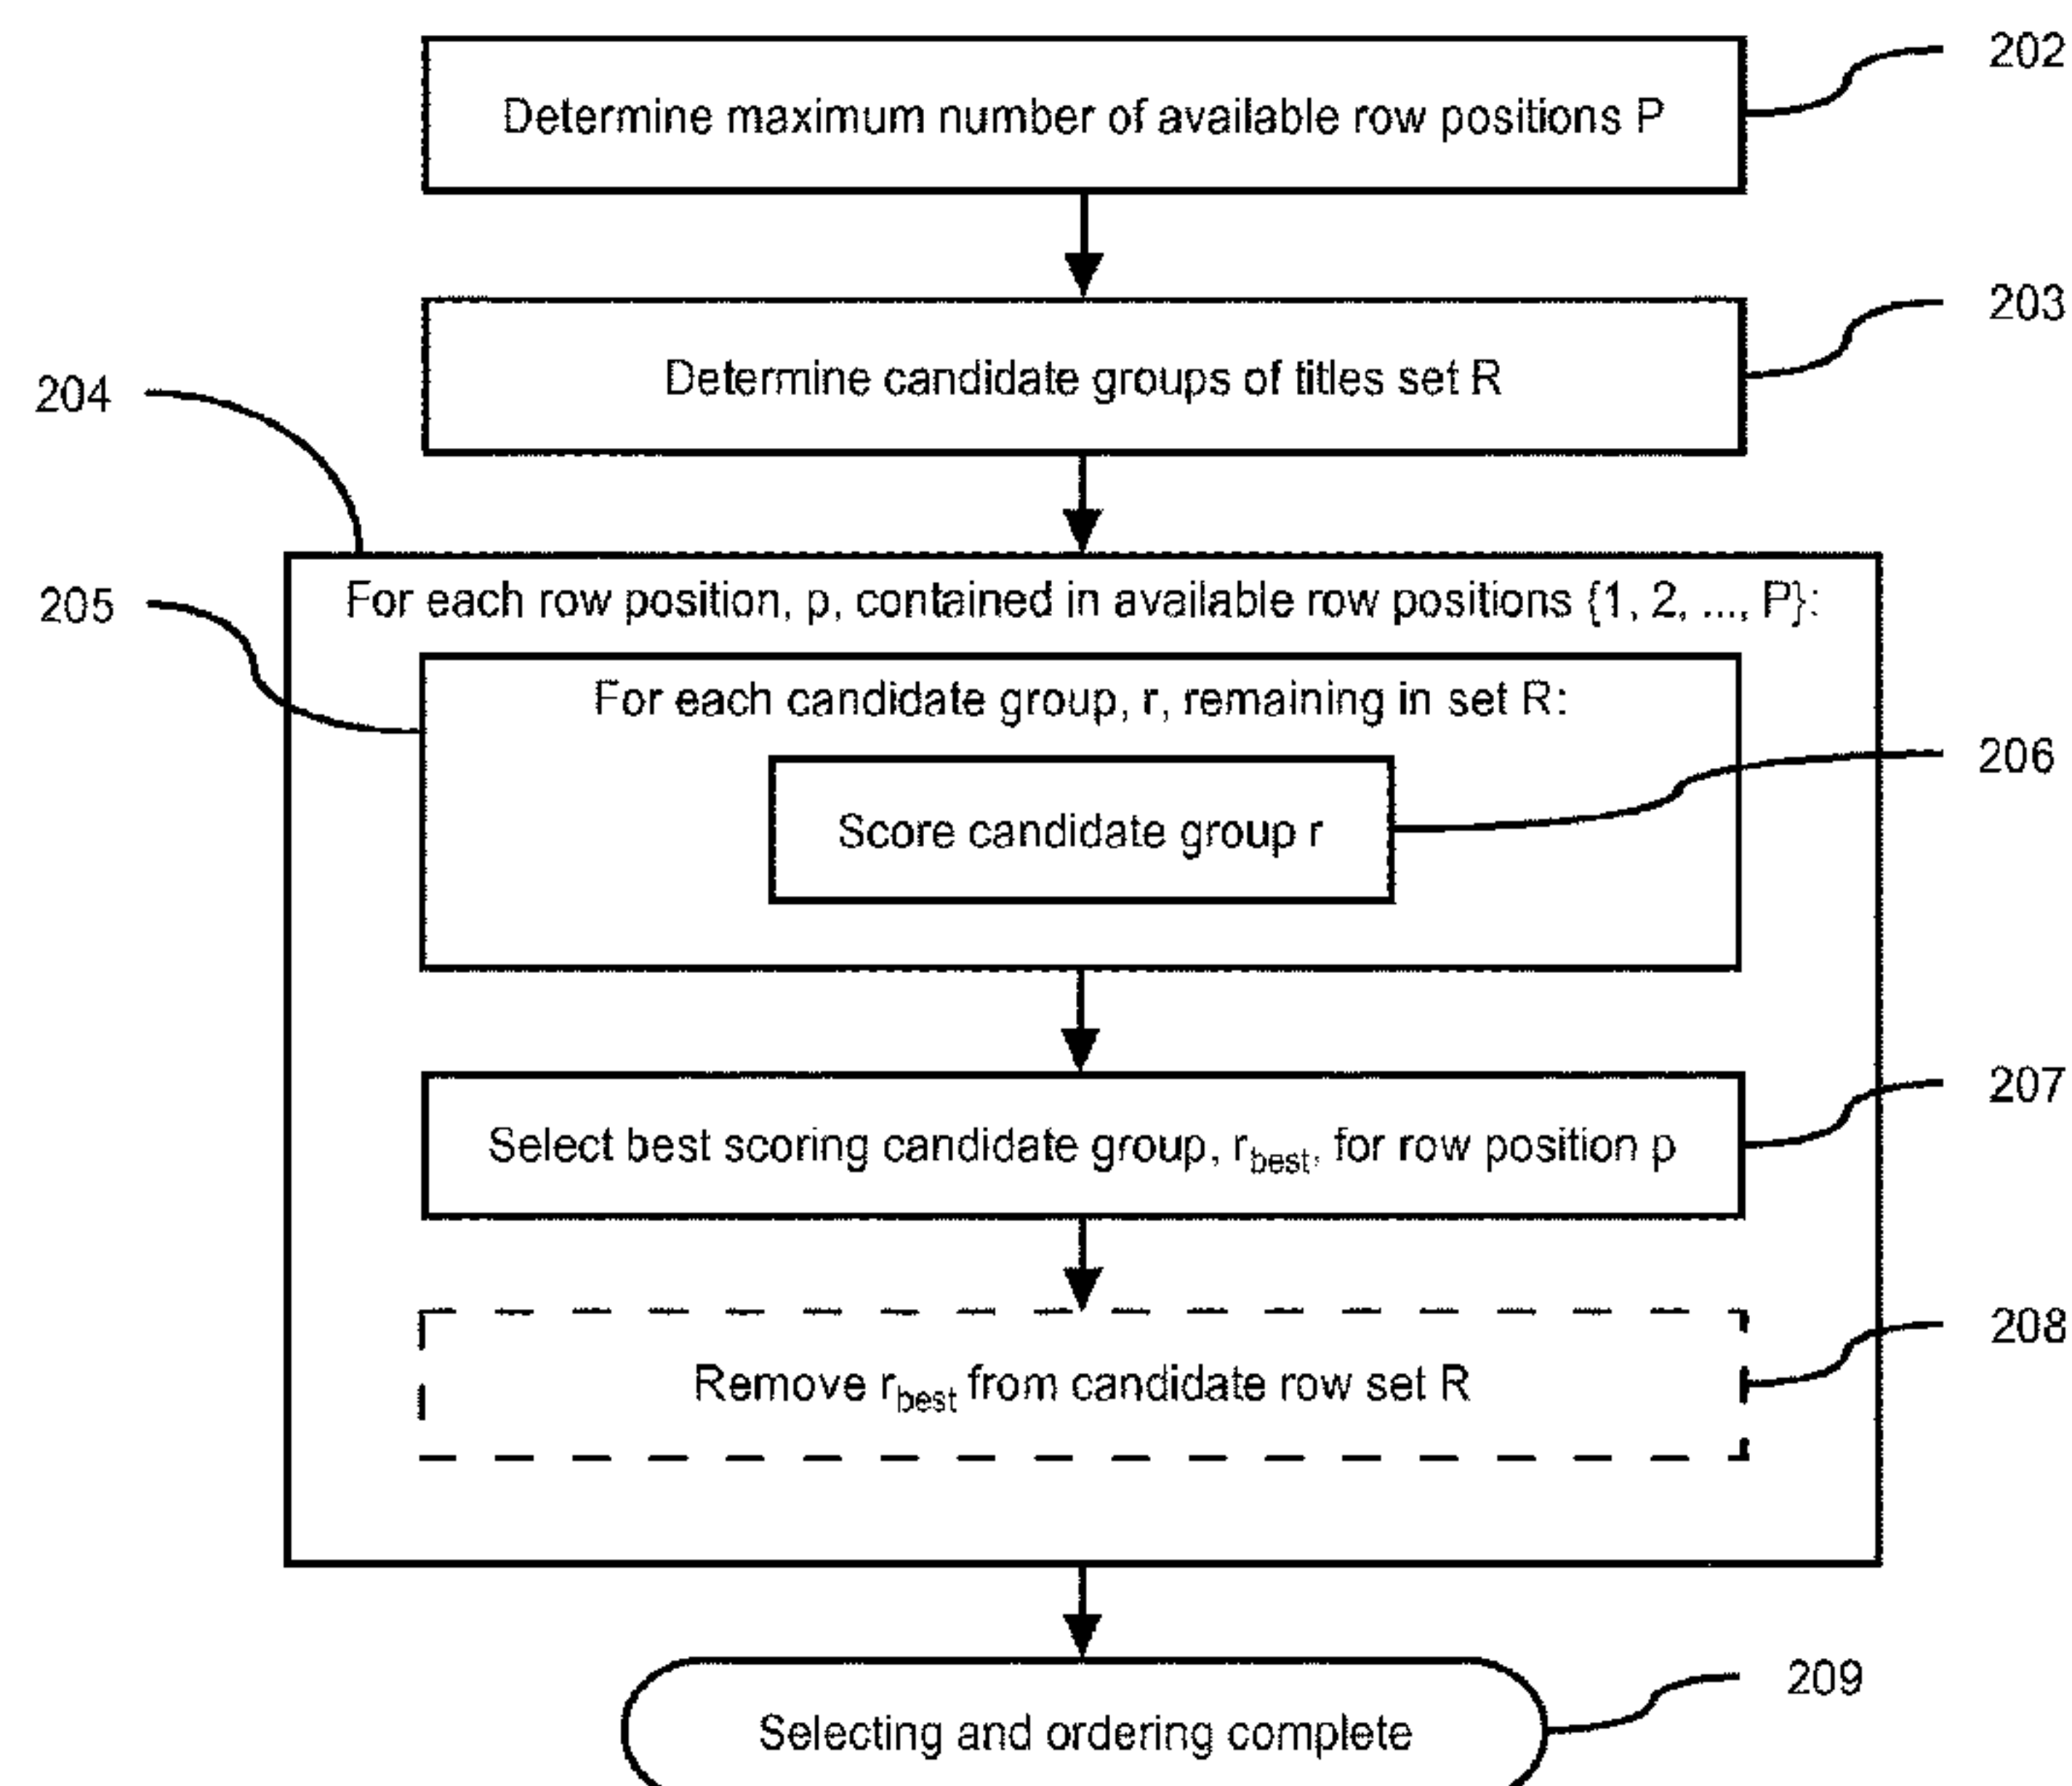 202
Determine maximum number of available row positions P
203
Determine candidate groups of titles set R
204
For each row position, p, contained in available row positions {1, 2, ..., P}:
205
For each candidate group, r, remaining in set R:
206
Score candidate group r
207
Select best scoring candidate group, r_best, for row position p
208
Remove r_best from candidate row set R
209
Selecting and ordering complete